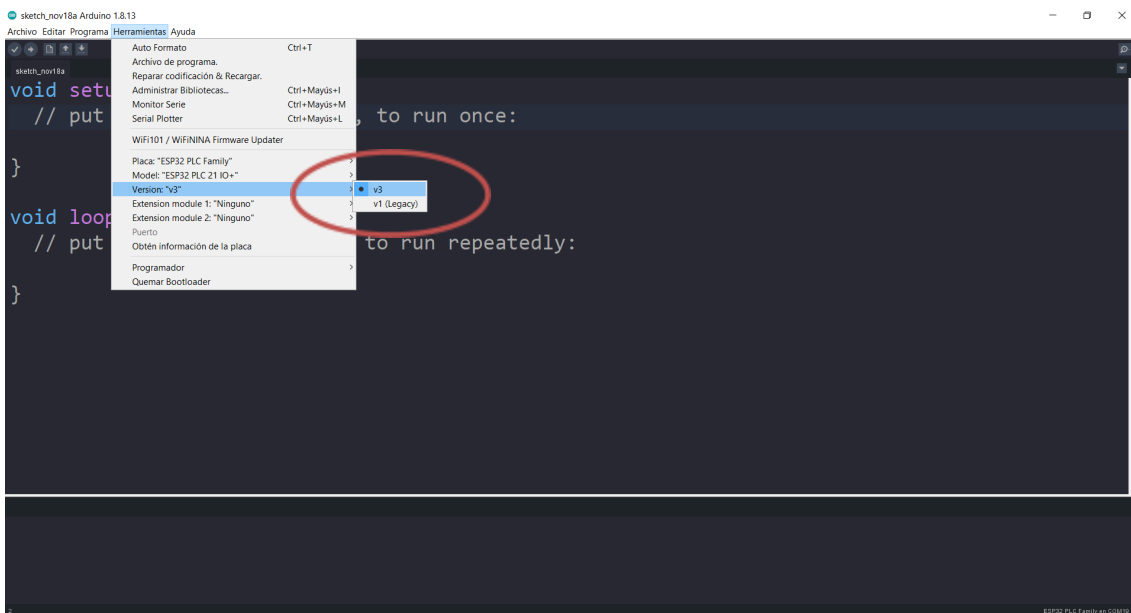 sketch_nov18a Arduino 1.8.13
Archivo Editar Programa Herramientas Ayuda
Auto Formato Ctrl+T
Archivo de programa.
Reparar codificación & Recargar.
Administrar Bibliotecas... Ctrl+Mayús+I
Monitor Serie Ctrl+Mayús+M
Serial Plotter Ctrl+Mayús+L
WiFi101 / WiFiNINA Firmware Updater
Placa: "ESP32 PLC Family"
Model: "ESP32 PLC 21 IO+"
Version: "v3"
Extension module 1: "Ninguno"
Extension module 2: "Ninguno"
Puerto
Obtén información de la placa
Programador
Quemar Bootloader
v3
v1 (Legacy)
sketch_nov18a
void setu
// put , to run once:
}
void loop
// put to run repeatedly:
}
2 ESP32 PLC Family en COM19